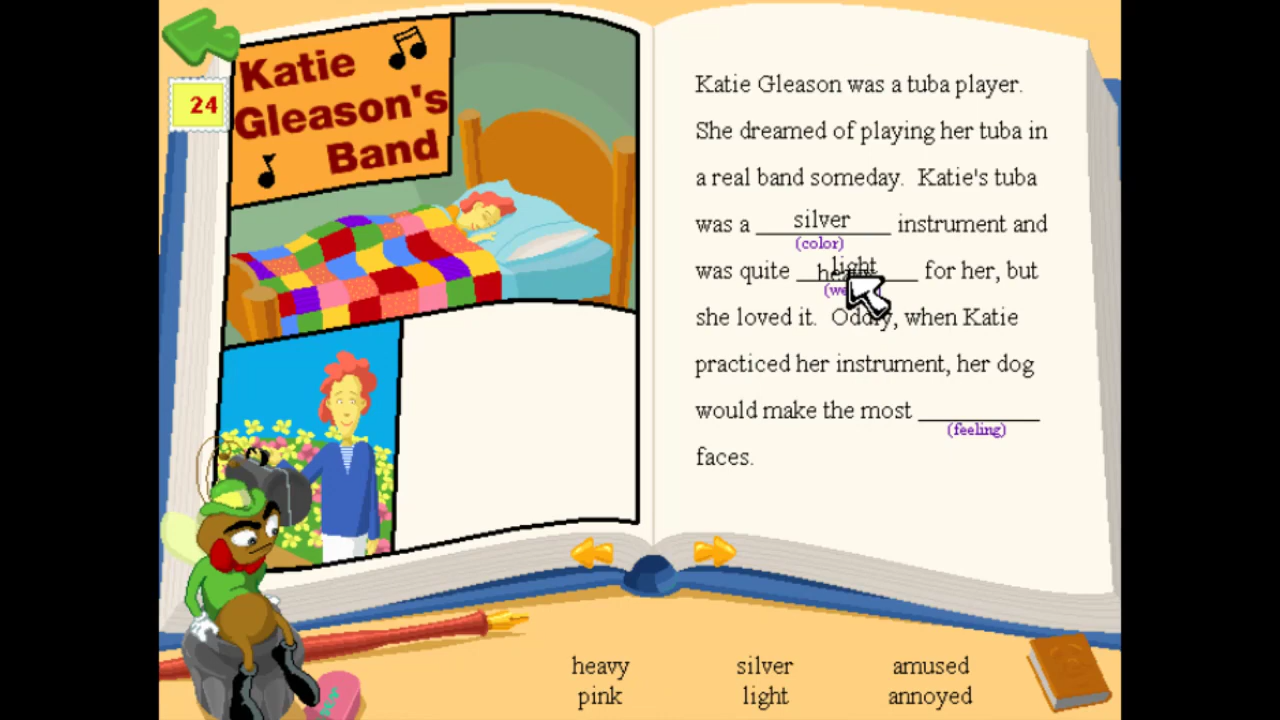 Katie
Gleason's
Band
24
Katie Gleason was a tuba player.
She dreamed of playing her tuba in
a real band someday. Katie's tuba
was a silver instrument and
(color)
was quite light for her, but
she loved it. Oddly, when Katie
practiced her instrument, her dog
would make the most
(feeling)
faces.
heavy silver amused
pink light annoyed